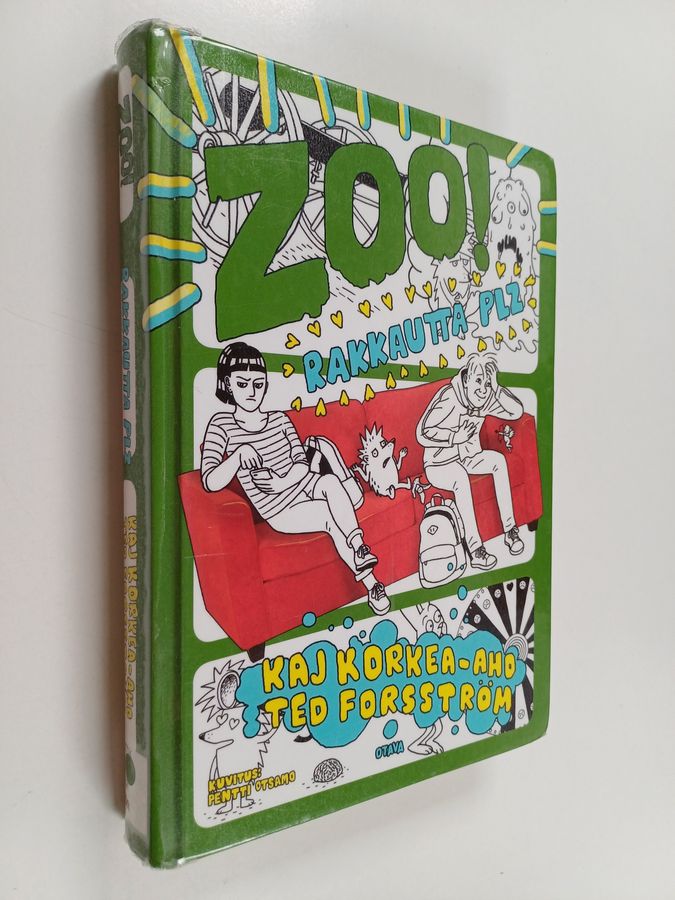 ZOO!
RAKKAUTTA PLZ
KAJ KORKEA-AHO
TED FORSSTRÖM
OTAVA
KUVITUS:
PENTTI OTSAMO
ZOO!
RAKKAUTTA PLZ
KAJ KORKEA-AHO